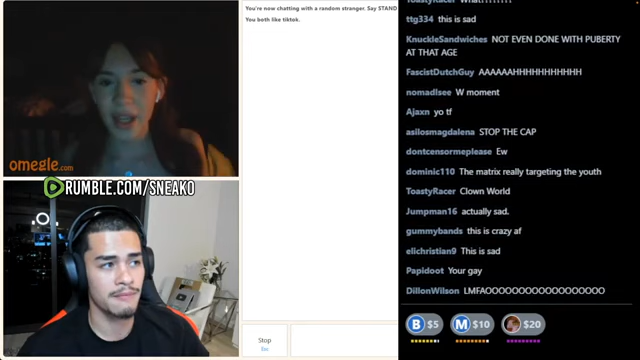 You're now chatting with a random stranger. Say STAND
You both like tiktok.
omegle.com
RUMBLE.COM/SNEAKO
Stop
Esc
ttg334 this is sad
KnuckleSandwiches NOT EVEN DONE WITH PUBERTY
AT THAT AGE
FascistDutchGuy AAAAAAHHHHHHHHHHH
nomadlsee W moment
Ajaxn yo tf
asilosmagdalena STOP THE CAP
dontcensormeplease Ew
dominic110 The matrix really targeting the youth
ToastyRacer Clown World
Jumpman16 actually sad.
gummybands this is crazy af
elichristian9 This is sad
Papidoot Your gay
DillonWilson LMFAOOOOOOOOOOOOOOOOOO
B $5
M $10
$20